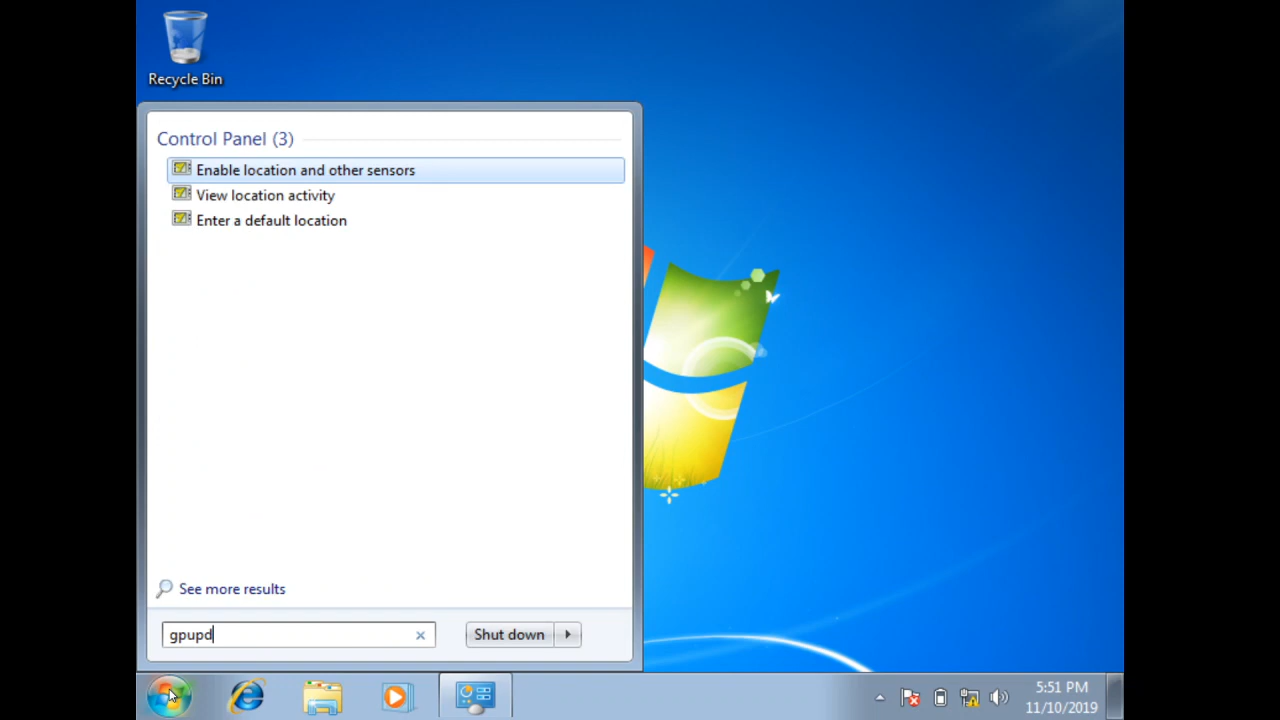 Recycle Bin
Control Panel (3)
Enable location and other sensors
View location activity
Enter a default location
See more results
gpupd
Shut down
5:51 PM
11/10/2019